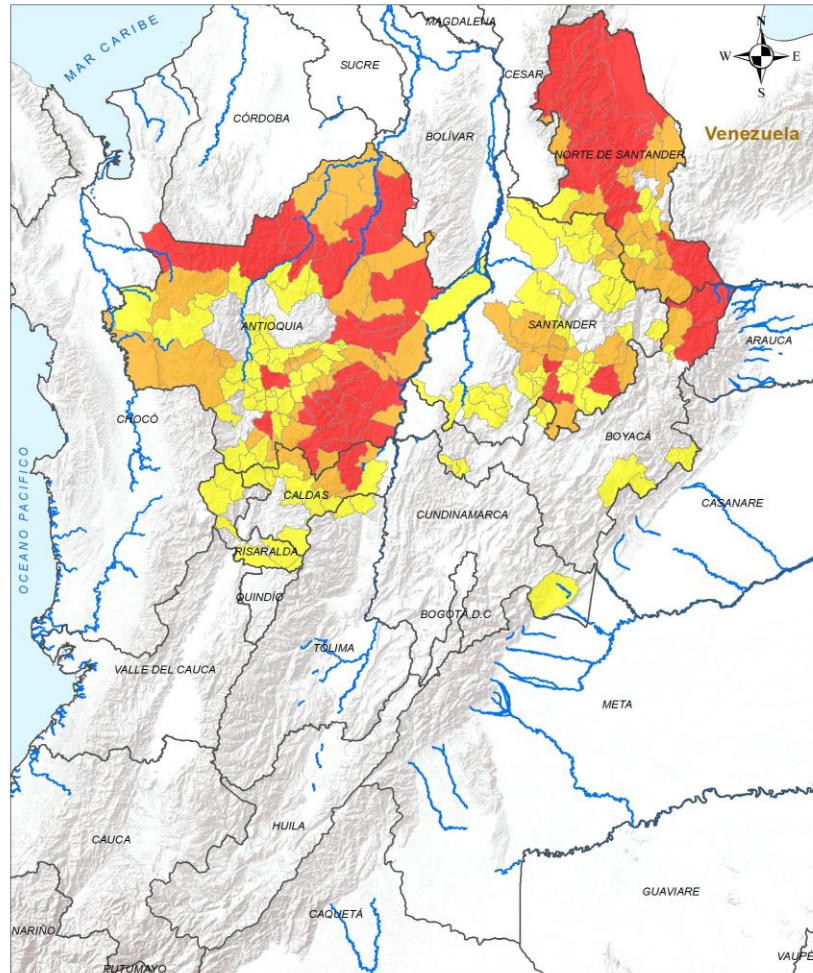 MAGDALENA
MAR CARIBE
SUCRE
CESAR
N
W E
S
CÓRDOBA
BOLÍVAR
Venezuela
NORTE DE SANTANDER
ANTIOQUIA
SANTANDER
ARAUCA
CHOCÓ
BOYACÁ
OCEANO PACIFICO
CALDAS
CASANARE
CUNDINAMARCA
RISARALDA
QUINDÍO
BOGOTÁ D.C.
TOLIMA
VALLE DEL CAUCA
META
HUILA
CAUCA
GUAVIARE
CAQUETÁ
NARIÑO
PUTUMAYO
VAUPÉ